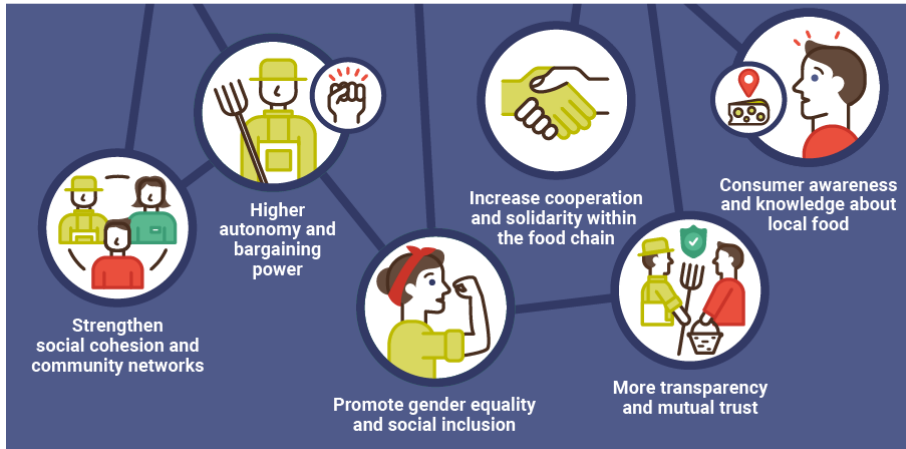 Higher
autonomy and
bargaining
power
Increase cooperation
and solidarity within
the food chain
Consumer awareness
and knowledge about
local food
Strengthen
social cohesion and
community networks
Promote gender equality
and social inclusion
More transparency
and mutual trust